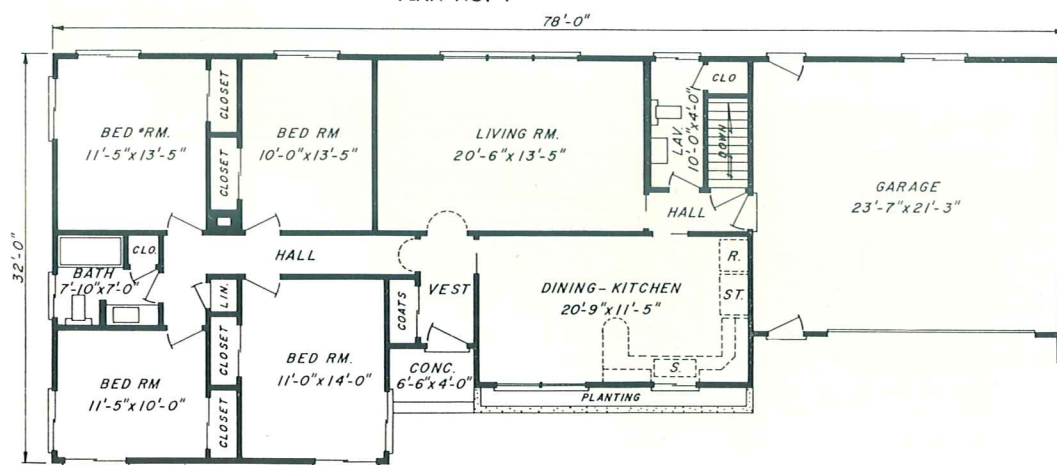 78'-0"
32'-0"
BED RM.
11'-5"x13'-5"
CLOSET
CLOSET
BED RM
10'-0"x13'-5"
LIVING RM.
20'-6"x13'-5"
LAV.
10'-0"x4'-0"
CLO
DOWN
HALL
GARAGE
23'-7"x21'-3"
BATH
7'-10"x7'-0"
CLO.
HALL
LIN.
COATS
VEST
DINING-KITCHEN
20'-9"x11'-5"
R.
ST.
S.
BED RM
11'-5"x10'-0"
CLOSET
CLOSET
BED RM.
11'-0"x14'-0"
CONC.
6'-6"x4'-0"
PLANTING